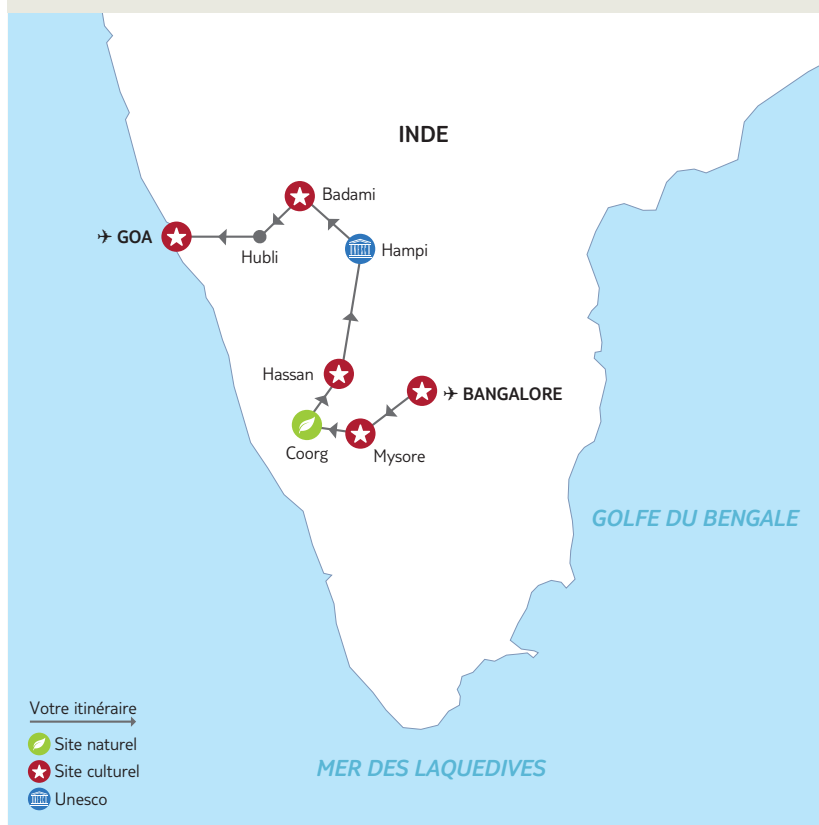 INDE
Badami
✈ GOA
Hubli
Hampi
Hassan
✈ BANGALORE
Coorg
Mysore
GOLFE DU BENGALE
MER DES LAQUEDIVES
Votre itinéraire
Site naturel
Site culturel
Unesco